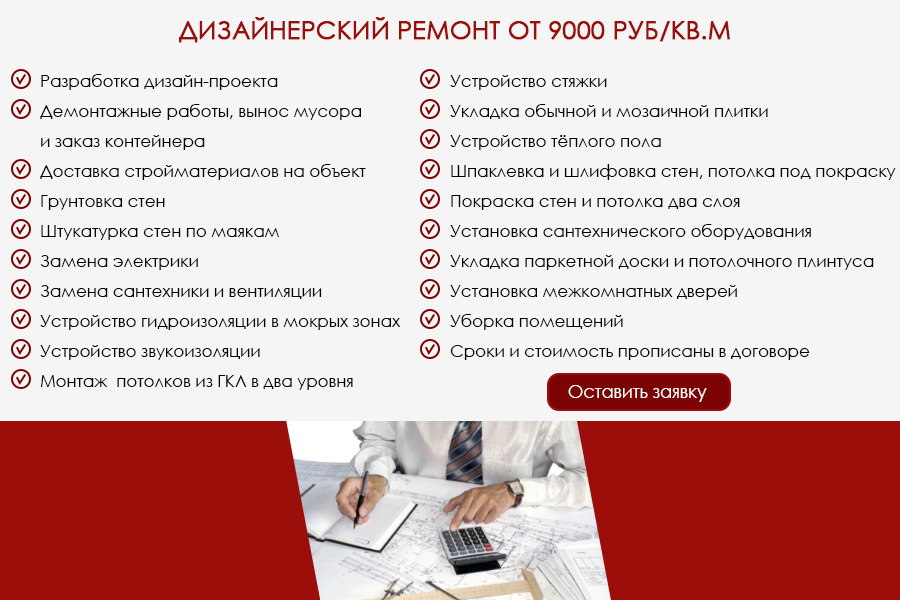 ДИЗАЙНЕРСКИЙ РЕМОНТ ОТ 9000 РУБ/КВ.М
Разработка дизайн-проекта
Демонтажные работы, вынос мусора
и заказ контейнера
Доставка стройматериалов на объект
Грунтовка стен
Штукатурка стен по маякам
Замена электрики
Замена сантехники и вентиляции
Устройство гидроизоляции в мокрых зонах
Устройство звукоизоляции
Монтаж потолков из ГКЛ в два уровня
Устройство стяжки
Укладка обычной и мозаичной плитки
Устройство тёплого пола
Шпаклевка и шлифовка стен, потолка под покраску
Покраска стен и потолка два слоя
Установка сантехнического оборудования
Укладка паркетной доски и потолочного плинтуса
Установка межкомнатных дверей
Уборка помещений
Сроки и стоимость прописаны в договоре
Оставить заявку